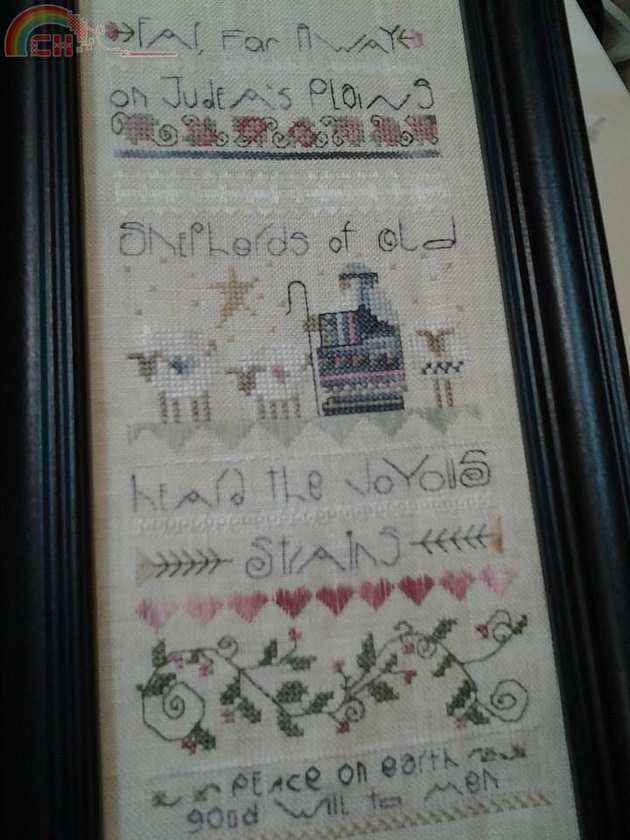 Far, Far Away
on Judea's Plains
Shepherds of old
heard the Joyous
Strains
Peace on earth
good will to men